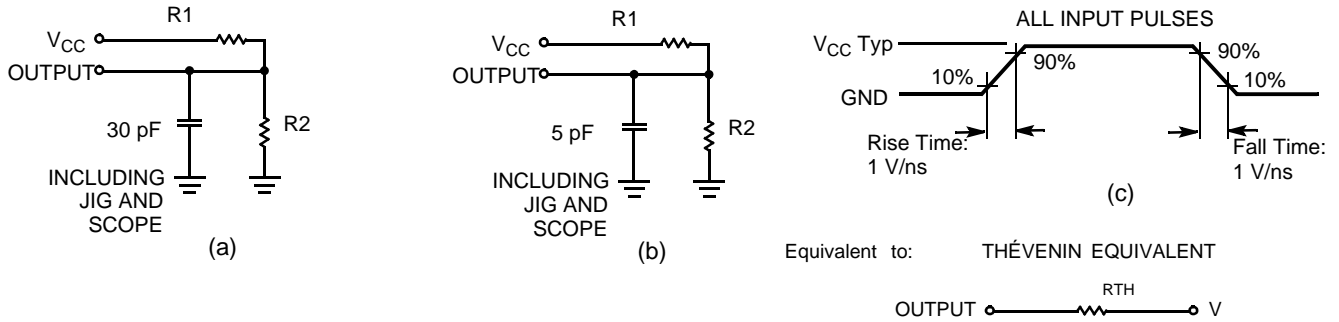 R1
VCC
OUTPUT
30 pF
R2
INCLUDING
JIG AND
SCOPE
(a)
R1
VCC
OUTPUT
5 pF
R2
INCLUDING
JIG AND
SCOPE
(b)
ALL INPUT PULSES
VCC Typ
10%
90%
90%
10%
GND
Rise Time:
1 V/ns
Fall Time:
1 V/ns
(c)
Equivalent to: THÉVENIN EQUIVALENT
RTH
OUTPUT V